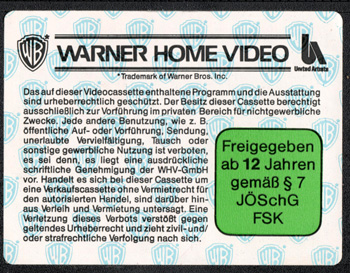 WB WARNER HOME VIDEO
United Artists
*Trademark of Warner Bros. Inc.
Das auf dieser Videocassette enthaltene Programm und die Ausstattung
sind urheberrechtlich geschützt. Der Besitz dieser Cassette berechtigt
ausschließlich zur Vorführung im privaten Bereich für nichtgewerbliche
Zwecke. Jede andere Benutzung, wie z. B.
öffentliche Auf- oder Vorführung, Sendung,
unerlaubte Vervielfältigung, Tausch oder
sonstige gewerbliche Nutzung ist verboten,
es sei denn, es liegt eine ausdrückliche
schriftliche Genehmigung der WHV-GmbH
vor. Handelt es sich bei dieser Cassette um
eine Verkaufscassette ohne Vermietrecht für
den autorisierten Handel, sind darüber hin-
aus Verleih und Vermietung untersagt. Eine
Verletzung dieses Verbots verstößt gegen
geltendes Urheberrecht und zieht zivil- und/
oder strafrechtliche Verfolgung nach sich.
Freigegeben
ab 12 Jahren
gemäß § 7
JÖSchG
FSK